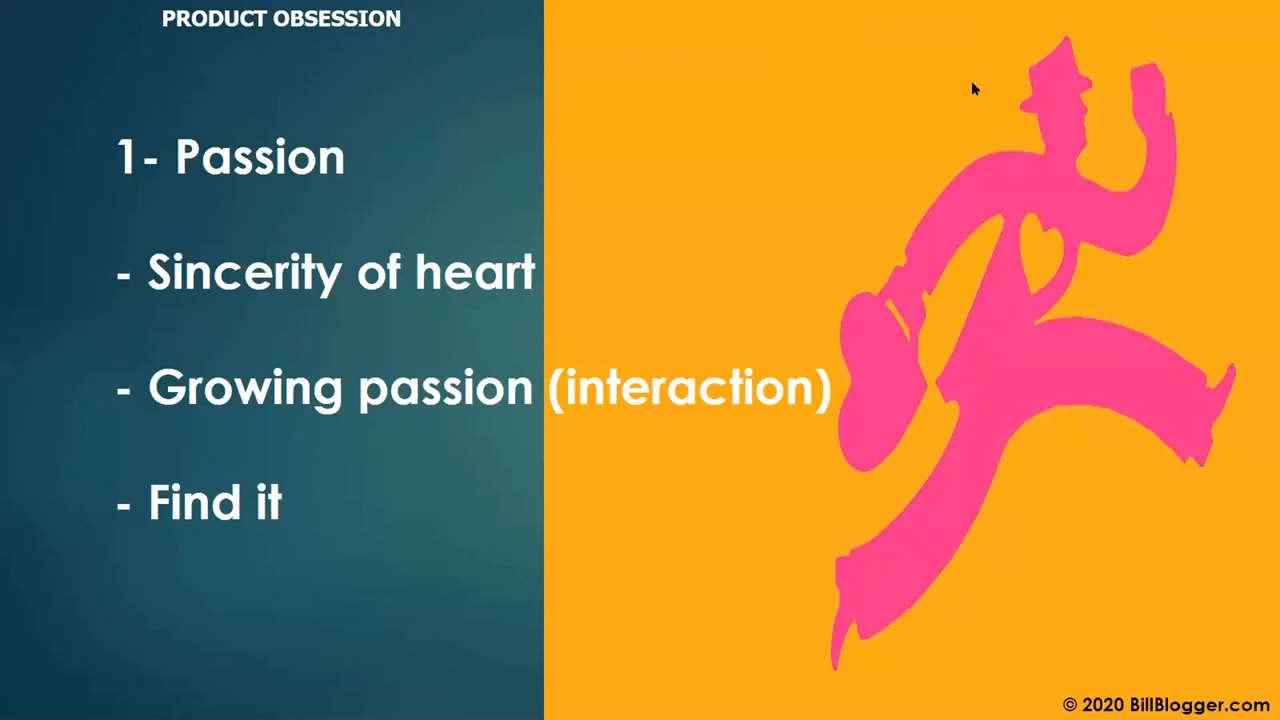 PRODUCT OBSESSION
1- Passion
- Sincerity of heart
- Growing passion (interaction)
- Find it
© 2020 BillBlogger.com